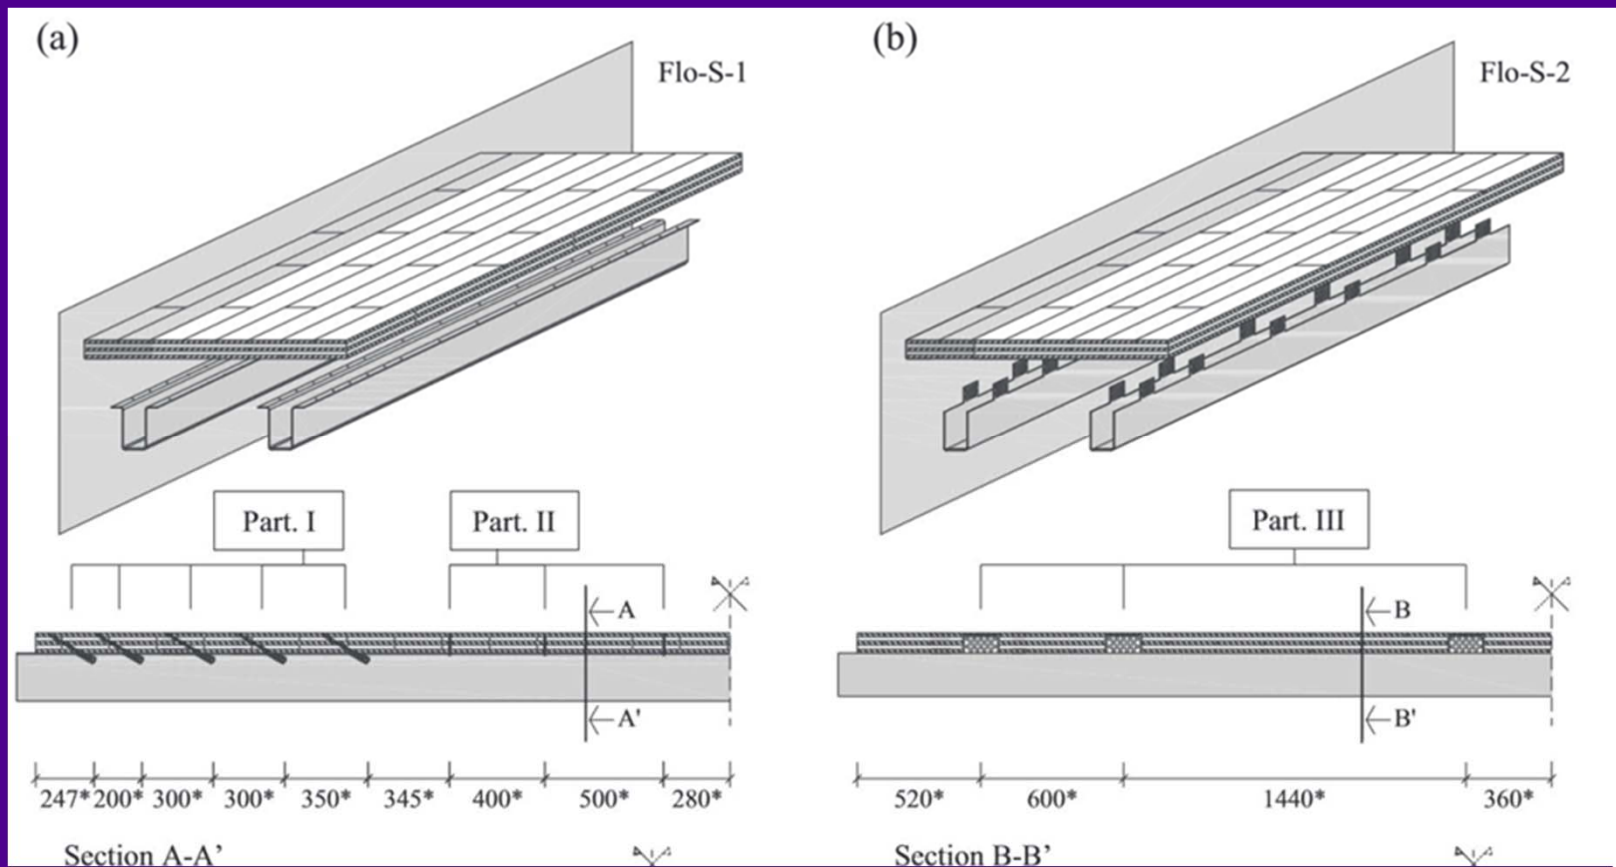 (a)
Flo-S-1
Part. I
Part. II
A
A'
247* 200* 300* 300* 350* 345* 400* 500* 280*
Section A-A’
(b)
Flo-S-2
Part. III
B
B'
520* 600* 1440* 360*
Section B-B’